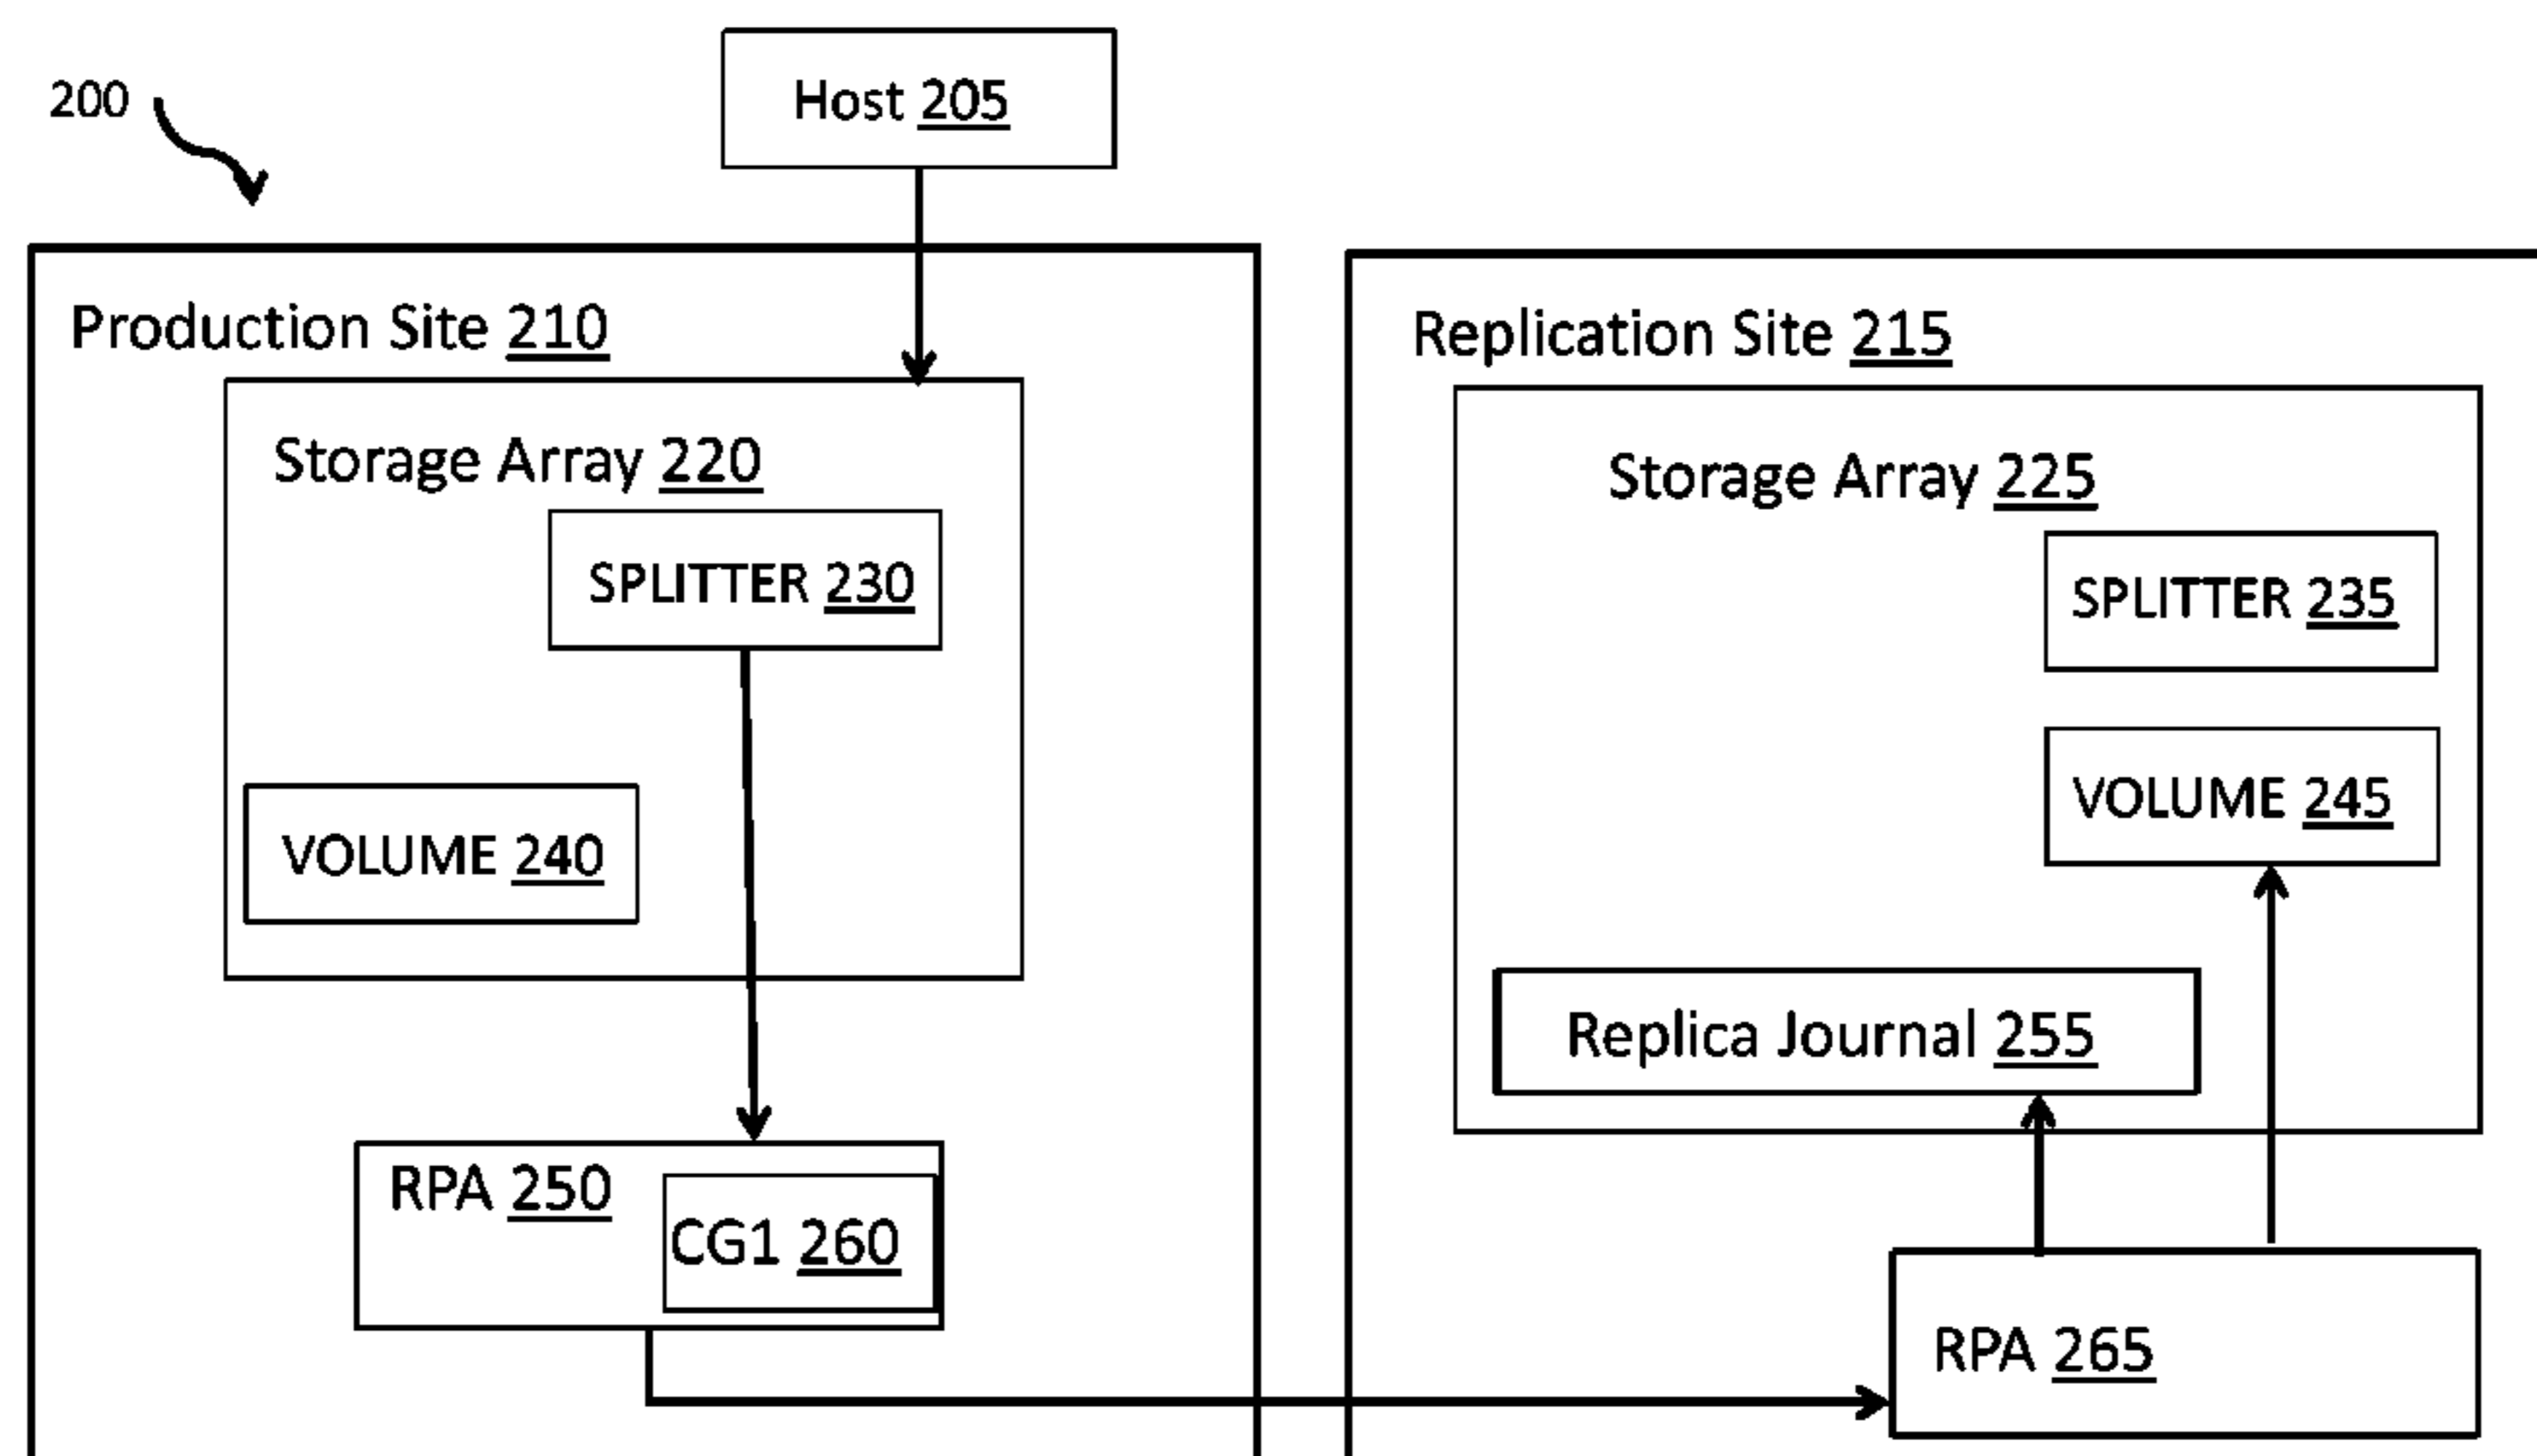 200
Host 205
Production Site 210
Storage Array 220
SPLITTER 230
VOLUME 240
RPA 250
CG1 260
Replication Site 215
Storage Array 225
SPLITTER 235
VOLUME 245
Replica Journal 255
RPA 265